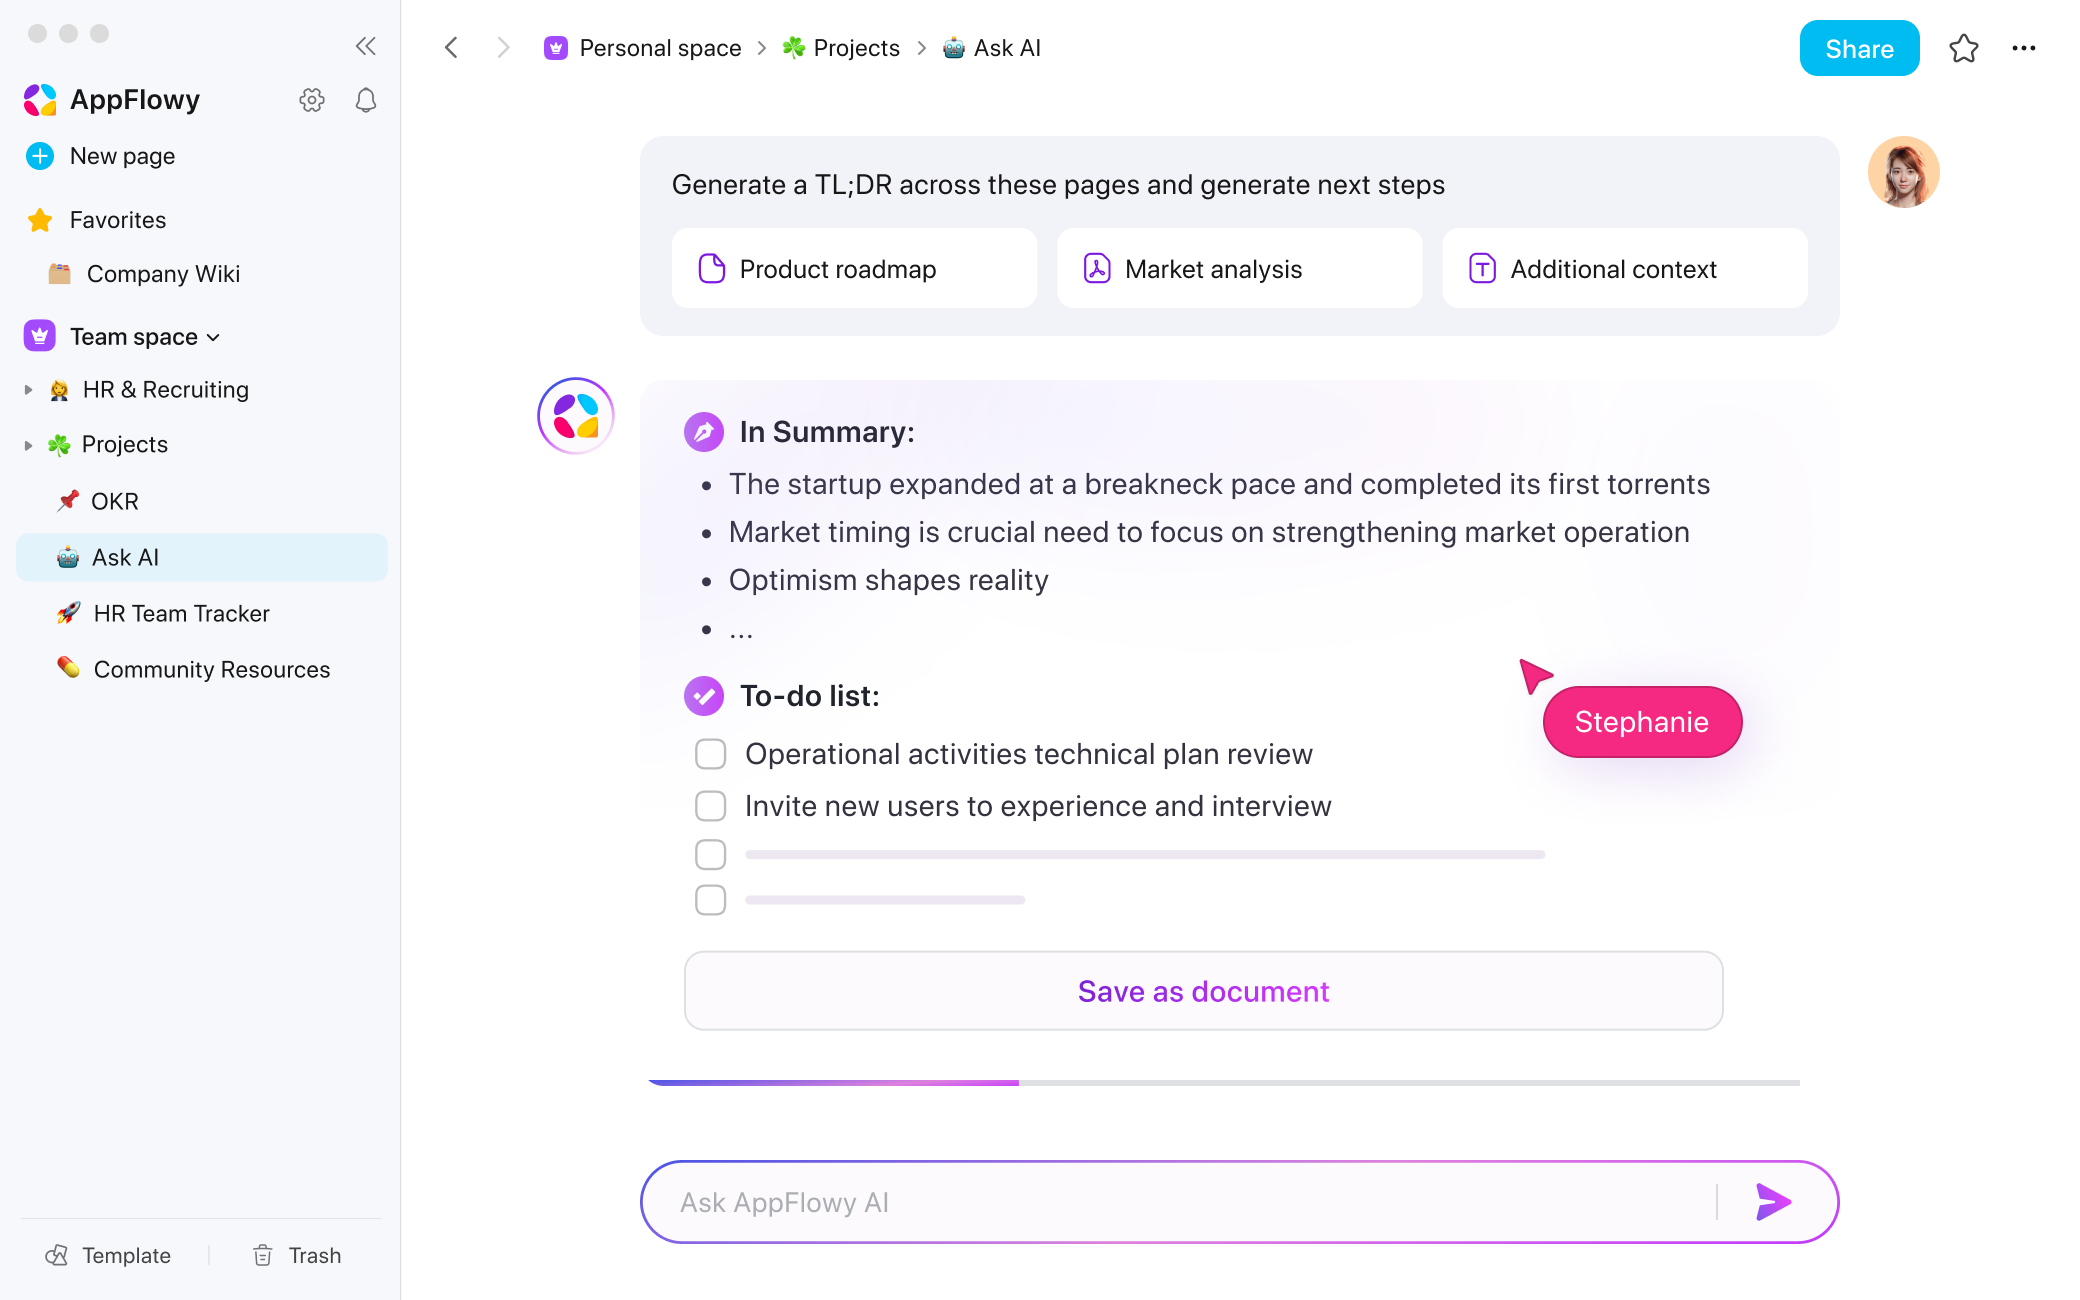 AppFlowy
New page
Favorites
Company Wiki
Team space
HR & Recruiting
Projects
OKR
Ask AI
HR Team Tracker
Community Resources
Template
Trash
Personal space > Projects > Ask AI
Share
Generate a TL;DR across these pages and generate next steps
Product roadmap
Market analysis
Additional context
In Summary:
• The startup expanded at a breakneck pace and completed its first torrents
• Market timing is crucial need to focus on strengthening market operation
• Optimism shapes reality
• ...
To-do list:
Stephanie
Operational activities technical plan review
Invite new users to experience and interview
Save as document
Ask AppFlowy AI